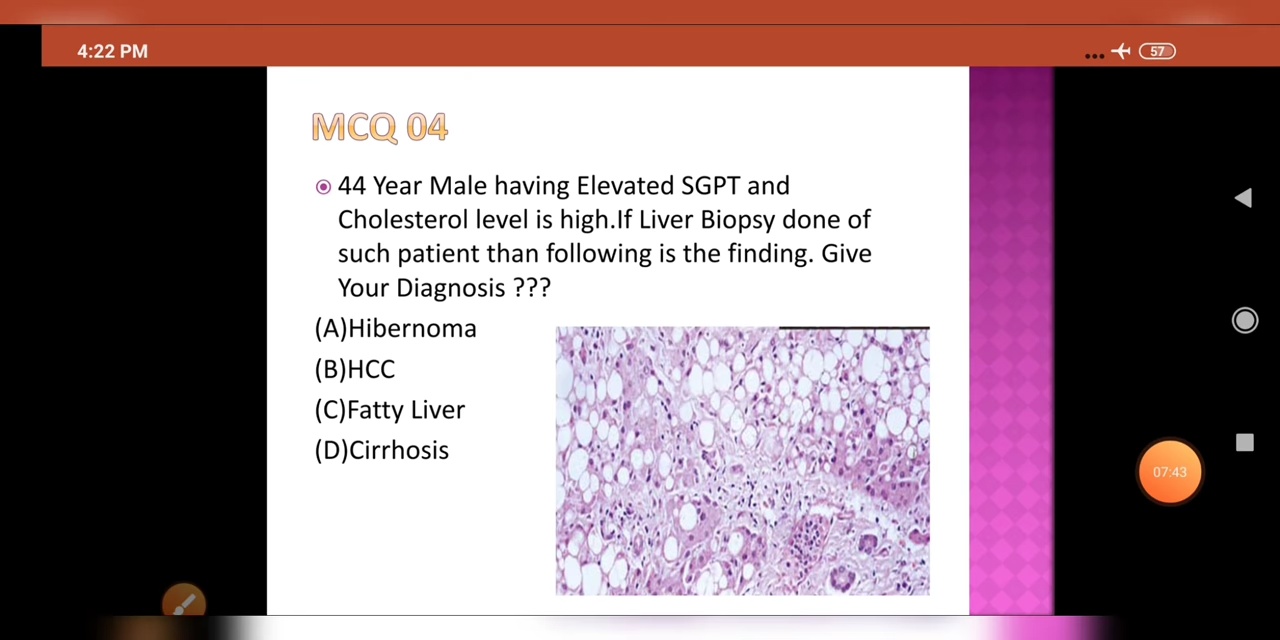 4:22 PM
57
MCQ 04
44 Year Male having Elevated SGPT and
Cholesterol level is high.If Liver Biopsy done of
such patient than following is the finding. Give
Your Diagnosis ???
(A)Hibernoma
(B)HCC
(C)Fatty Liver
(D)Cirrhosis
07:43